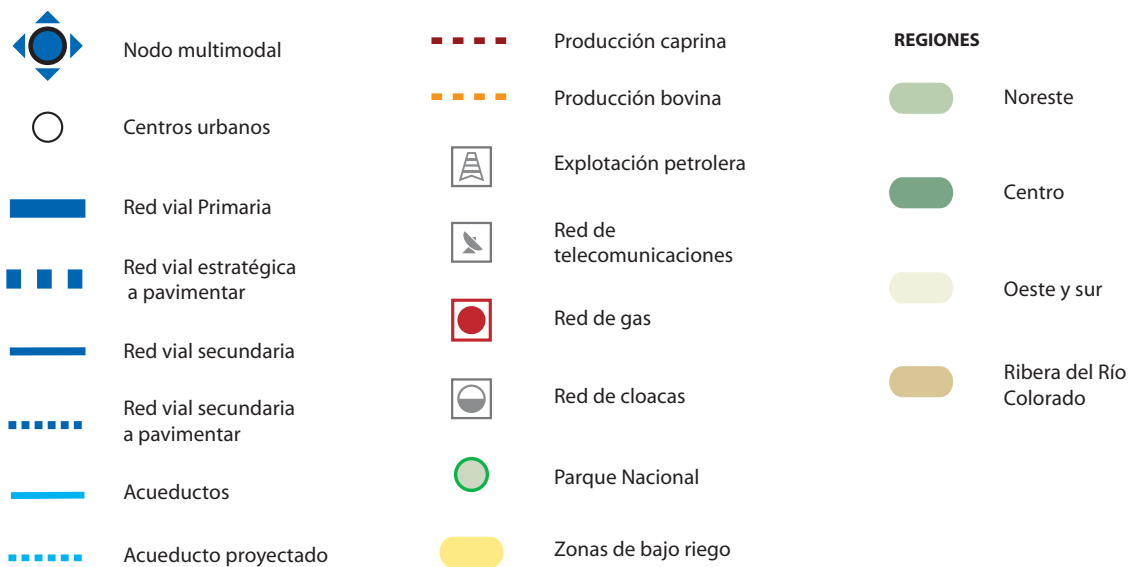 Nodo multimodal
Centros urbanos
Red vial Primaria
Red vial estratégica
a pavimentar
Red vial secundaria
Red vial secundaria
a pavimentar
Acueductos
Acueducto proyectado
Producción caprina
Producción bovina
Explotación petrolera
Red de
telecomunicaciones
Red de gas
Red de cloacas
Parque Nacional
Zonas de bajo riego
REGIONES
Noreste
Centro
Oeste y sur
Ribera del Río
Colorado